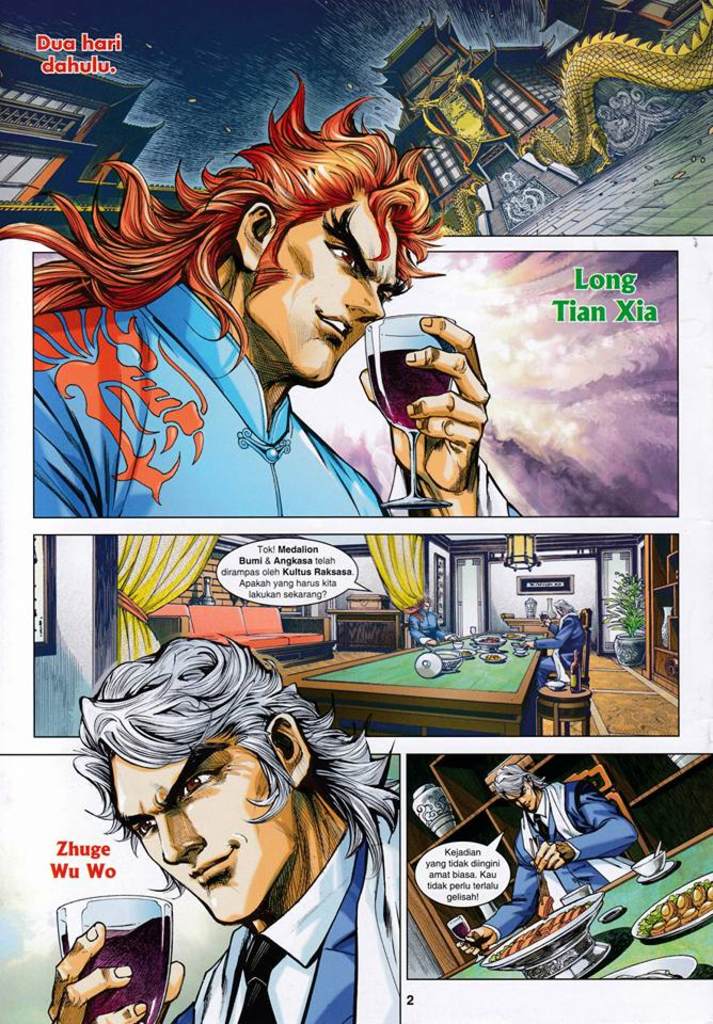 Dua hari
dahulu.
Long
Tian Xia
Tok! Medalion
Bumi & Angkasa telah
dirampas oleh Kultus Raksasa.
Apakah yang harus kita
lakukan sekarang?
Zhuge
Wu Wo
Kejadian
yang tidak diingini
amat biasa. Kau
tidak perlu terlalu
gelisah!
2